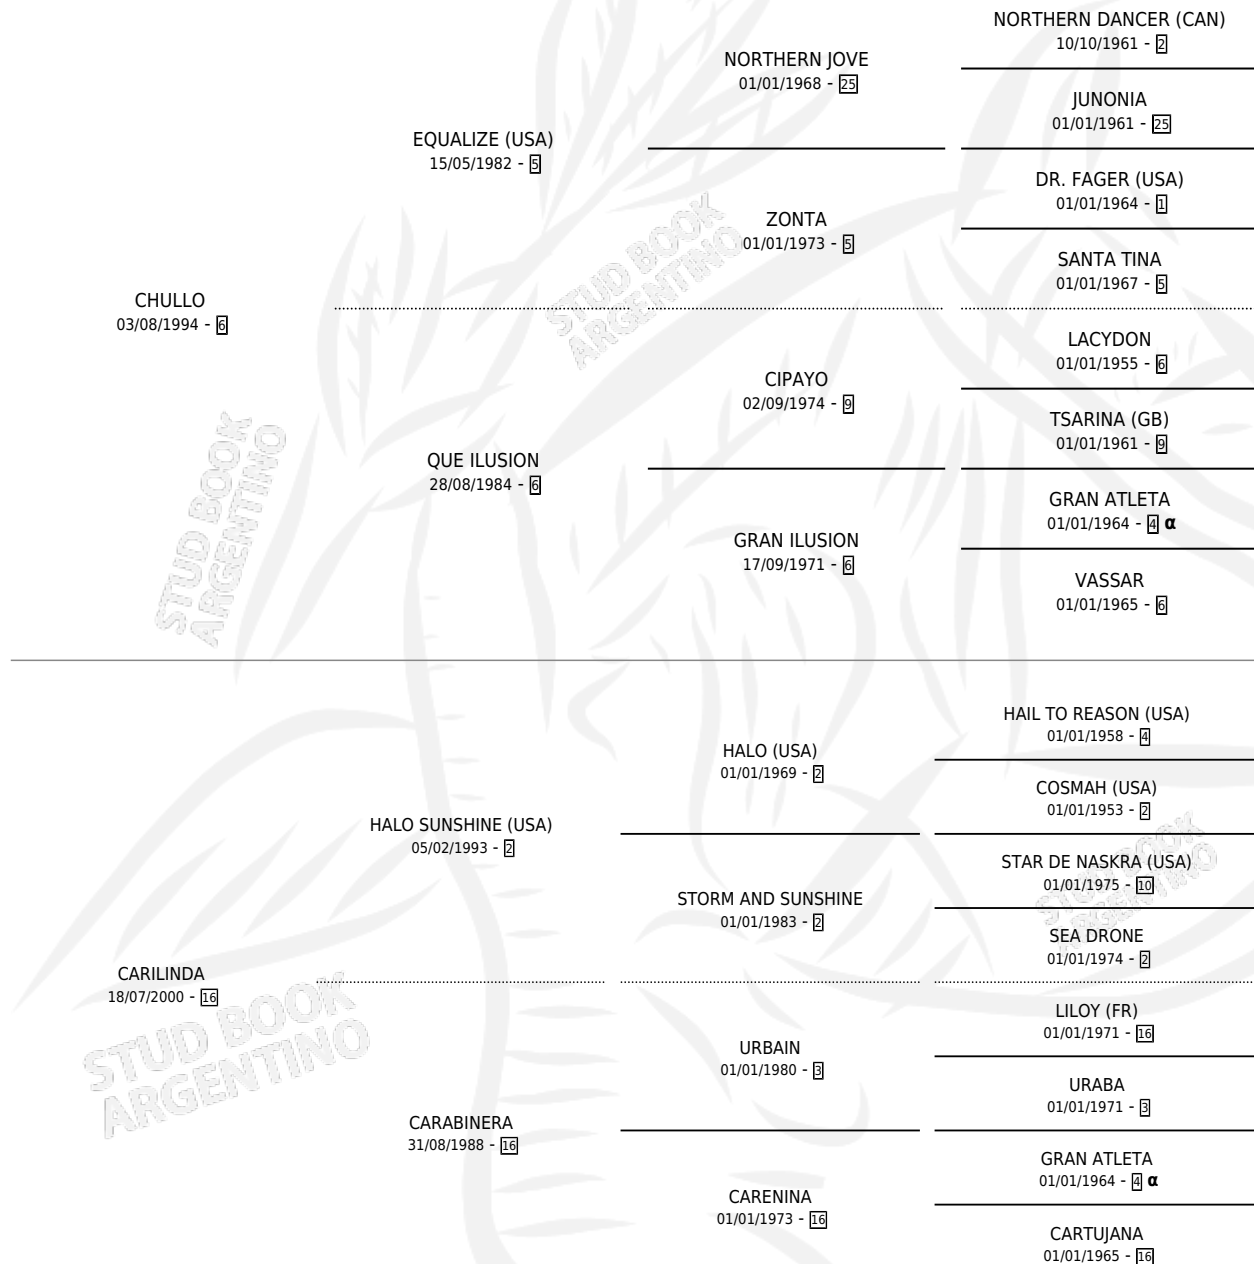 NORTHERN DANCER (CAN)
10/10/1961 - 2
NORTHERN JOVE
01/01/1968 - 25
JUNONIA
01/01/1961 - 25
EQUALIZE (USA)
15/05/1982 - 5
DR. FAGER (USA)
01/01/1964 - 1
ZONTA
01/01/1973 - 5
SANTA TINA
01/01/1967 - 5
CHULLO
03/08/1994 - 6
LACYDON
01/01/1955 - 6
CIPAYO
02/09/1974 - 9
TSARINA (GB)
01/01/1961 - 9
QUE ILUSION
28/08/1984 - 6
GRAN ATLETA
01/01/1964 - 4 α
GRAN ILUSION
17/09/1971 - 6
VASSAR
01/01/1965 - 6
HAIL TO REASON (USA)
01/01/1958 - 4
HALO (USA)
01/01/1969 - 2
COSMAH (USA)
01/01/1953 - 2
HALO SUNSHINE (USA)
05/02/1993 - 2
STAR DE NASKRA (USA)
01/01/1975 - 10
STORM AND SUNSHINE
01/01/1983 - 2
SEA DRONE
01/01/1974 - 2
CARILINDA
18/07/2000 - 16
LILOY (FR)
01/01/1971 - 16
URBAIN
01/01/1980 - 3
URABA
01/01/1971 - 3
CARABINERA
31/08/1988 - 16
GRAN ATLETA
01/01/1964 - 4 α
CARENINA
01/01/1973 - 16
CARTUJANA
01/01/1965 - 16
STUD BOOK
ARGENTINO
STUD BOOK
ARGENTINO
STUD BOOK
ARGENTINO
STUD BOOK
ARGENTINO